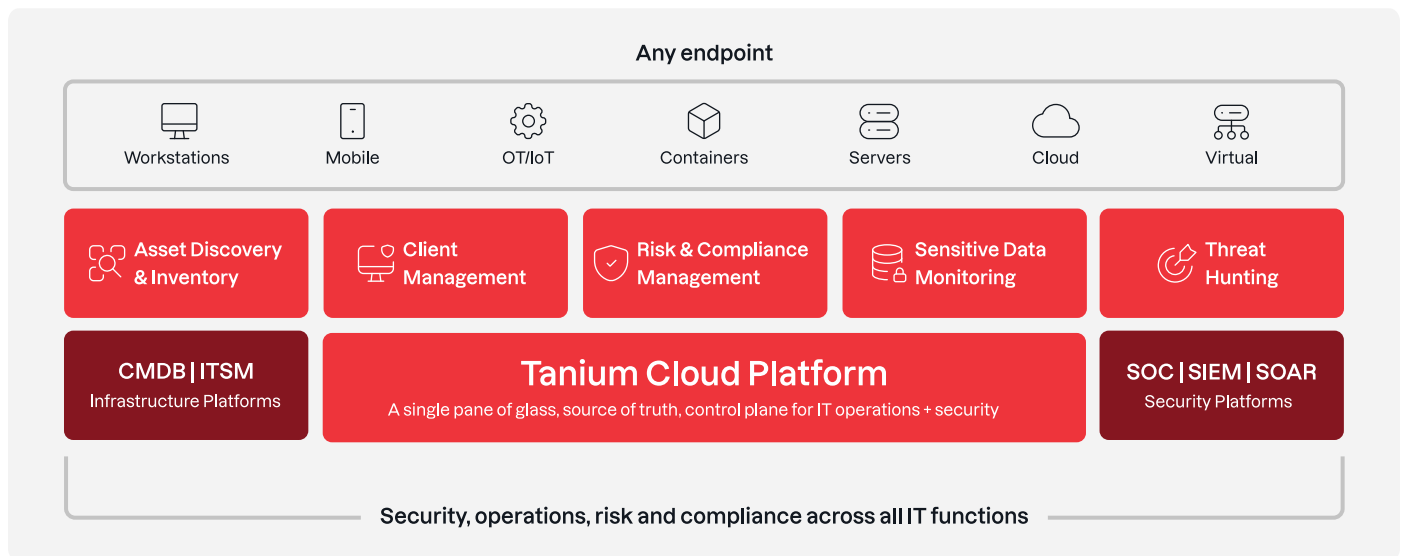 Any endpoint
Workstations
Mobile
OT/IoT
Containers
Servers
Cloud
Virtual
Asset Discovery
& Inventory
Client
Management
Risk & Compliance
Management
Sensitive Data
Monitoring
Threat
Hunting
CMDB | ITSM
Infrastructure Platforms
Tanium Cloud Platform
A single pane of glass, source of truth, control plane for IT operations + security
SOC | SIEM | SOAR
Security Platforms
Security, operations, risk and compliance across all IT functions